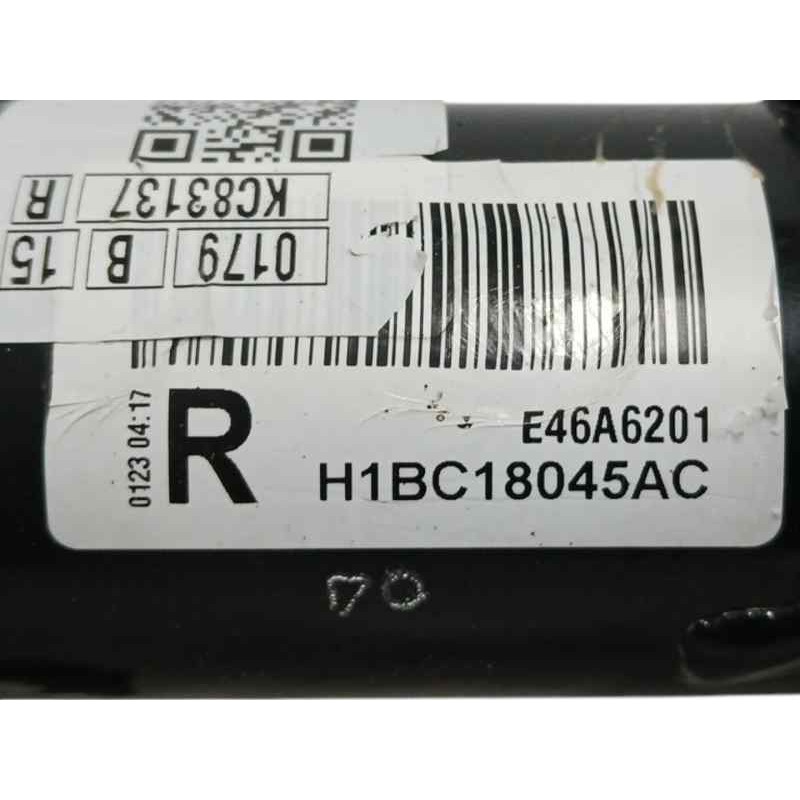 KC83137 R
0179 B 15
0123 04:17
R
E46A6201
H1BC18045AC